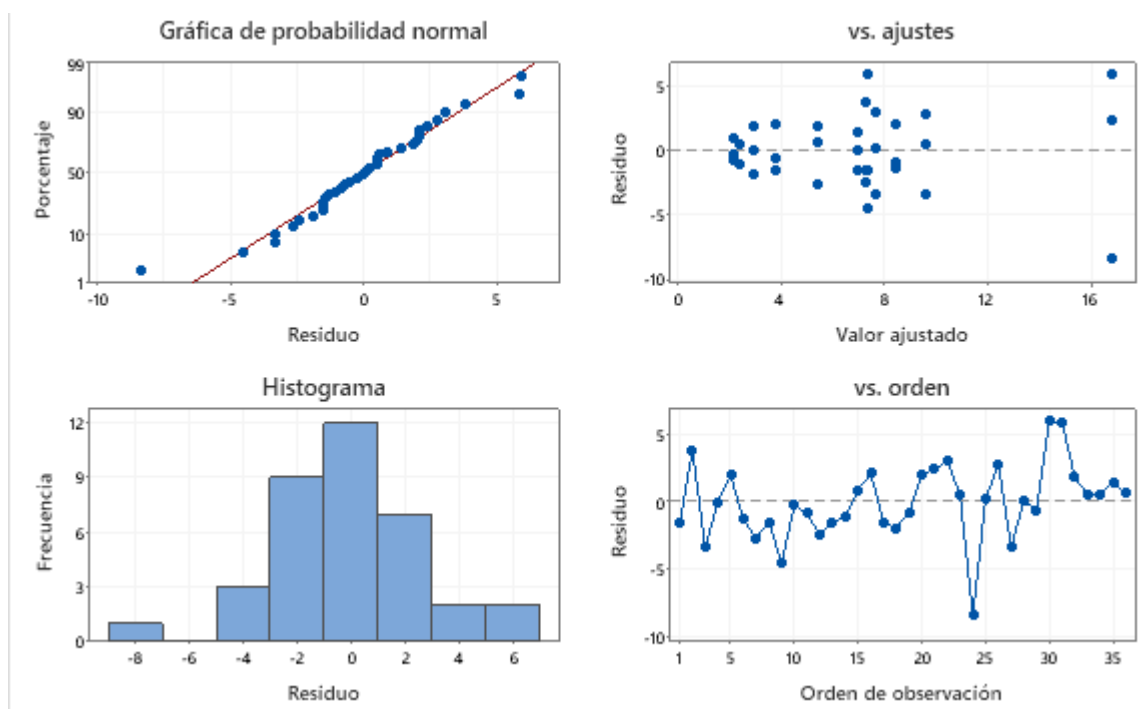 Gráfica de probabilidad normal
99
90
50
10
1
Porcentaje
-10 -5 0 5
Residuo
vs. ajustes
5
0
-5
-10
Residuo
0 4 8 12 16
Valor ajustado
Histograma
12
9
6
3
0
Frecuencia
-8 -6 -4 -2 0 2 4 6
Residuo
vs. orden
5
0
-5
-10
Residuo
1 5 10 15 20 25 30 35
Orden de observación